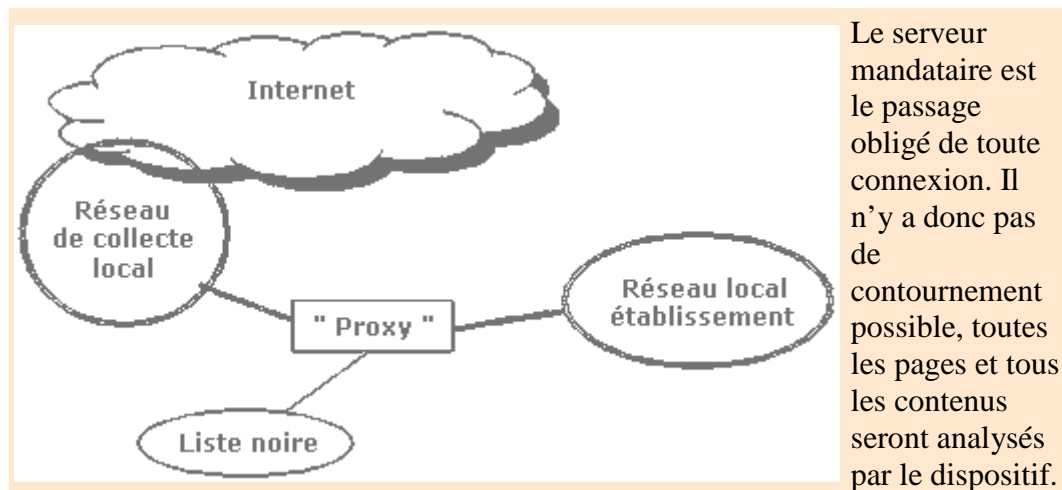 Internet
Réseau
de collecte
local
" Proxy "
Réseau local
établissement
Liste noire
Le serveur
mandataire est
le passage
obligé de toute
connexion. Il
n’y a donc pas
de
contournement
possible, toutes
les pages et tous
les contenus
seront analysés
par le dispositif.